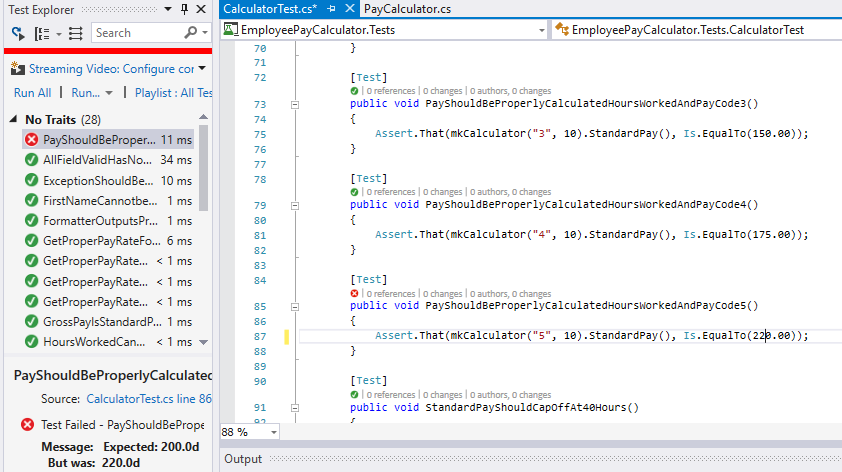 Test Explorer
Search
Streaming Video: Configure cor
Run All | Run... | Playlist : All Tes
No Traits (28)
PayShouldBeProper... 11 ms
AllFieldValidHasNo... 34 ms
ExceptionShouldBe... 10 ms
FirstNameCannotbe... 1 ms
FormatterOutputsPr... 1 ms
GetProperPayRateFo... 6 ms
GetProperPayRate... < 1 ms
GetProperPayRate... < 1 ms
GetProperPayRate... < 1 ms
GrossPayIsStandardP... 1 ms
HoursWorkedCan... < 1 ms
PayShouldBeProperlyCalculated
Source: CalculatorTest.cs line 86
Test Failed - PayShouldBePrope
Message: Expected: 200.0d
But was: 220.0d
CalculatorTest.cs* PayCalculator.cs
EmployeePayCalculator.Tests EmployeePayCalculator.Tests.CalculatorTest
70 }
71
72 [Test]
0 references | 0 changes | 0 authors, 0 changes
73 public void PayShouldBeProperlyCalculatedHoursWorkedAndPayCode3()
74 {
75 Assert.That(mkCalculator("3", 10).StandardPay(), Is.EqualTo(150.00));
76 }
77
78 [Test]
0 references | 0 changes | 0 authors, 0 changes
79 public void PayShouldBeProperlyCalculatedHoursWorkedAndPayCode4()
80 {
81 Assert.That(mkCalculator("4", 10).StandardPay(), Is.EqualTo(175.00));
82 }
83
84 [Test]
0 references | 0 changes | 0 authors, 0 changes
85 public void PayShouldBeProperlyCalculatedHoursWorkedAndPayCode5()
86 {
87 Assert.That(mkCalculator("5", 10).StandardPay(), Is.EqualTo(220.00));
88 }
89
90 [Test]
0 references | 0 changes | 0 authors, 0 changes
91 public void StandardPayShouldCapOffAt40Hours()
92 {
88 %
Output